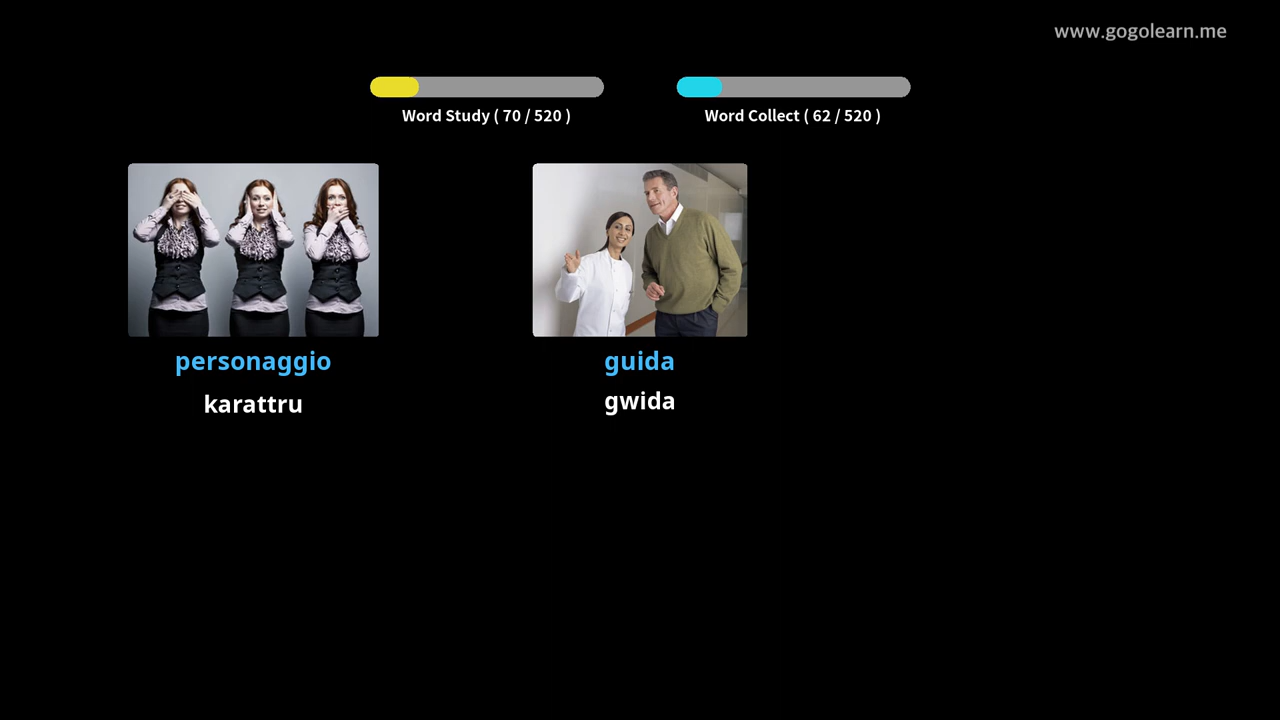 www.gogolearn.me
Word Study ( 70 / 520 )
Word Collect ( 62 / 520 )
personaggio
karattru
guida
gwida